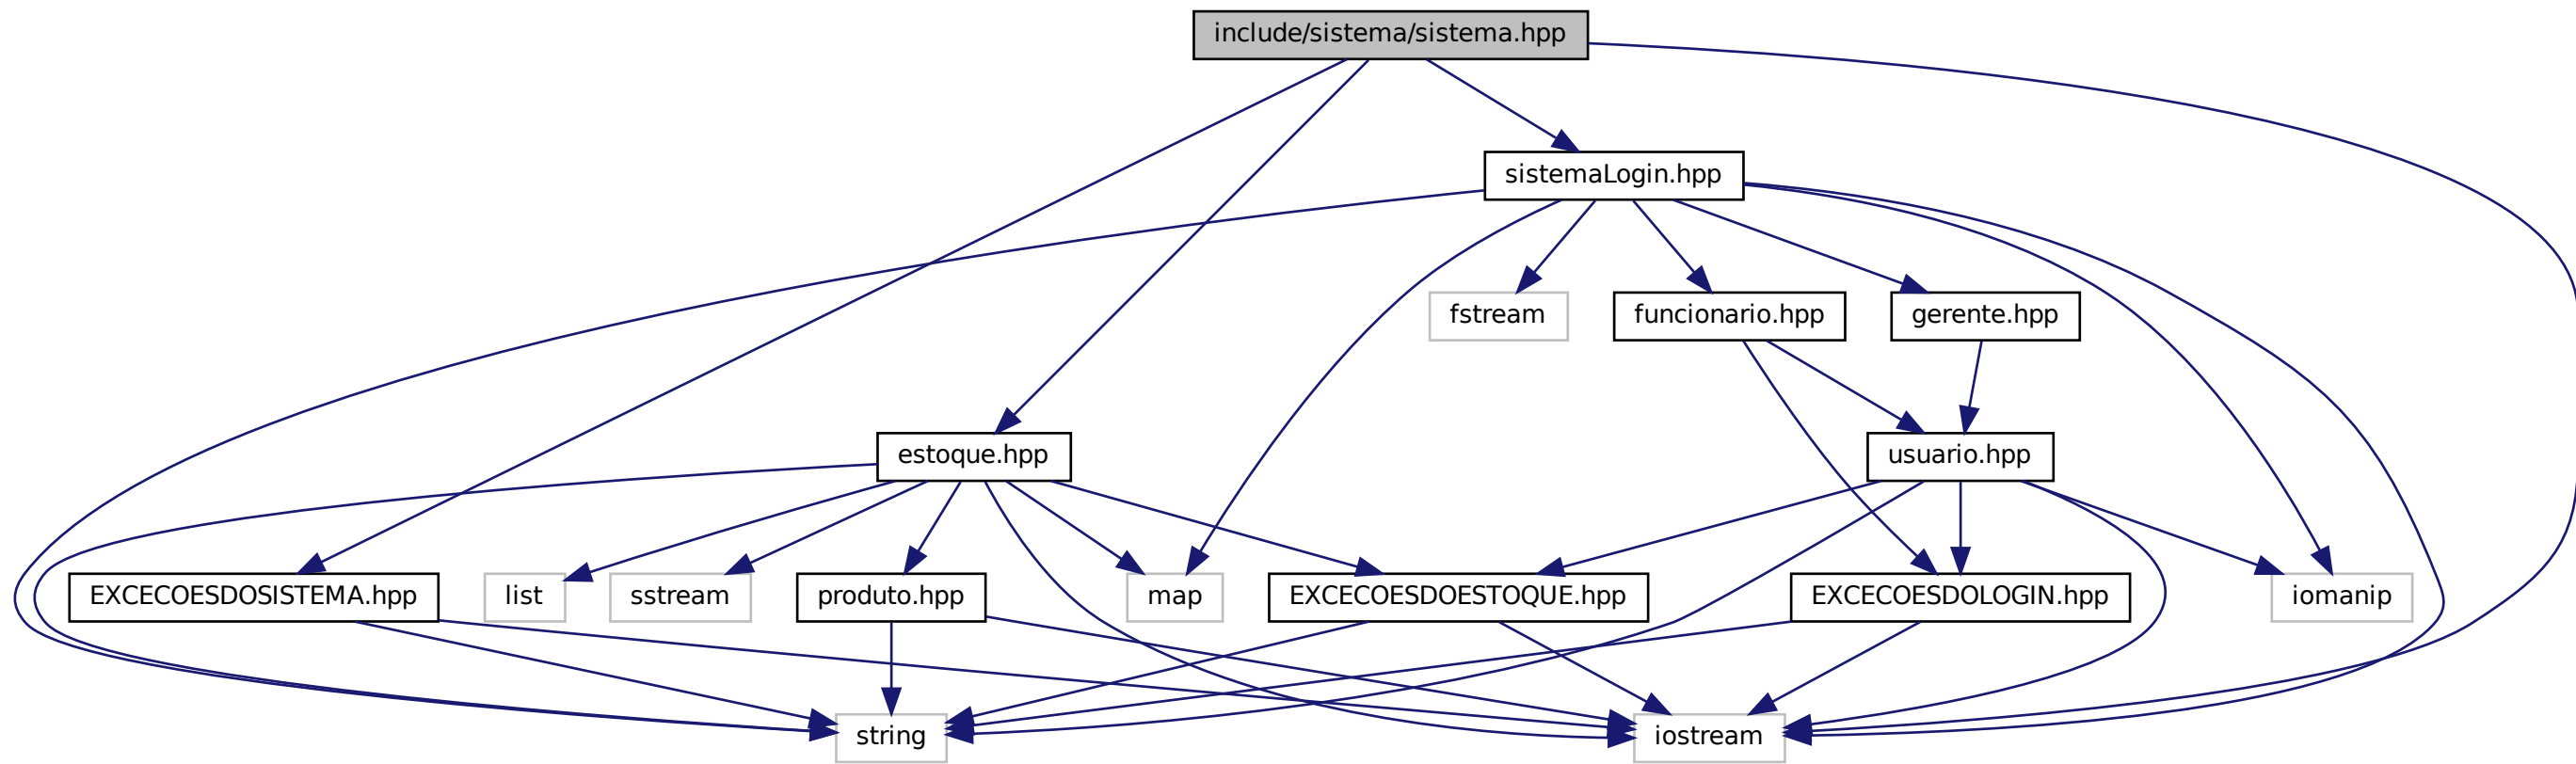 include/sistema/sistema.hpp
sistemaLogin.hpp
fstream
funcionario.hpp
gerente.hpp
estoque.hpp
usuario.hpp
EXCECOESDOSISTEMA.hpp
list
sstream
produto.hpp
map
EXCECOESDOESTOQUE.hpp
EXCECOESDOLOGIN.hpp
iomanip
string
iostream